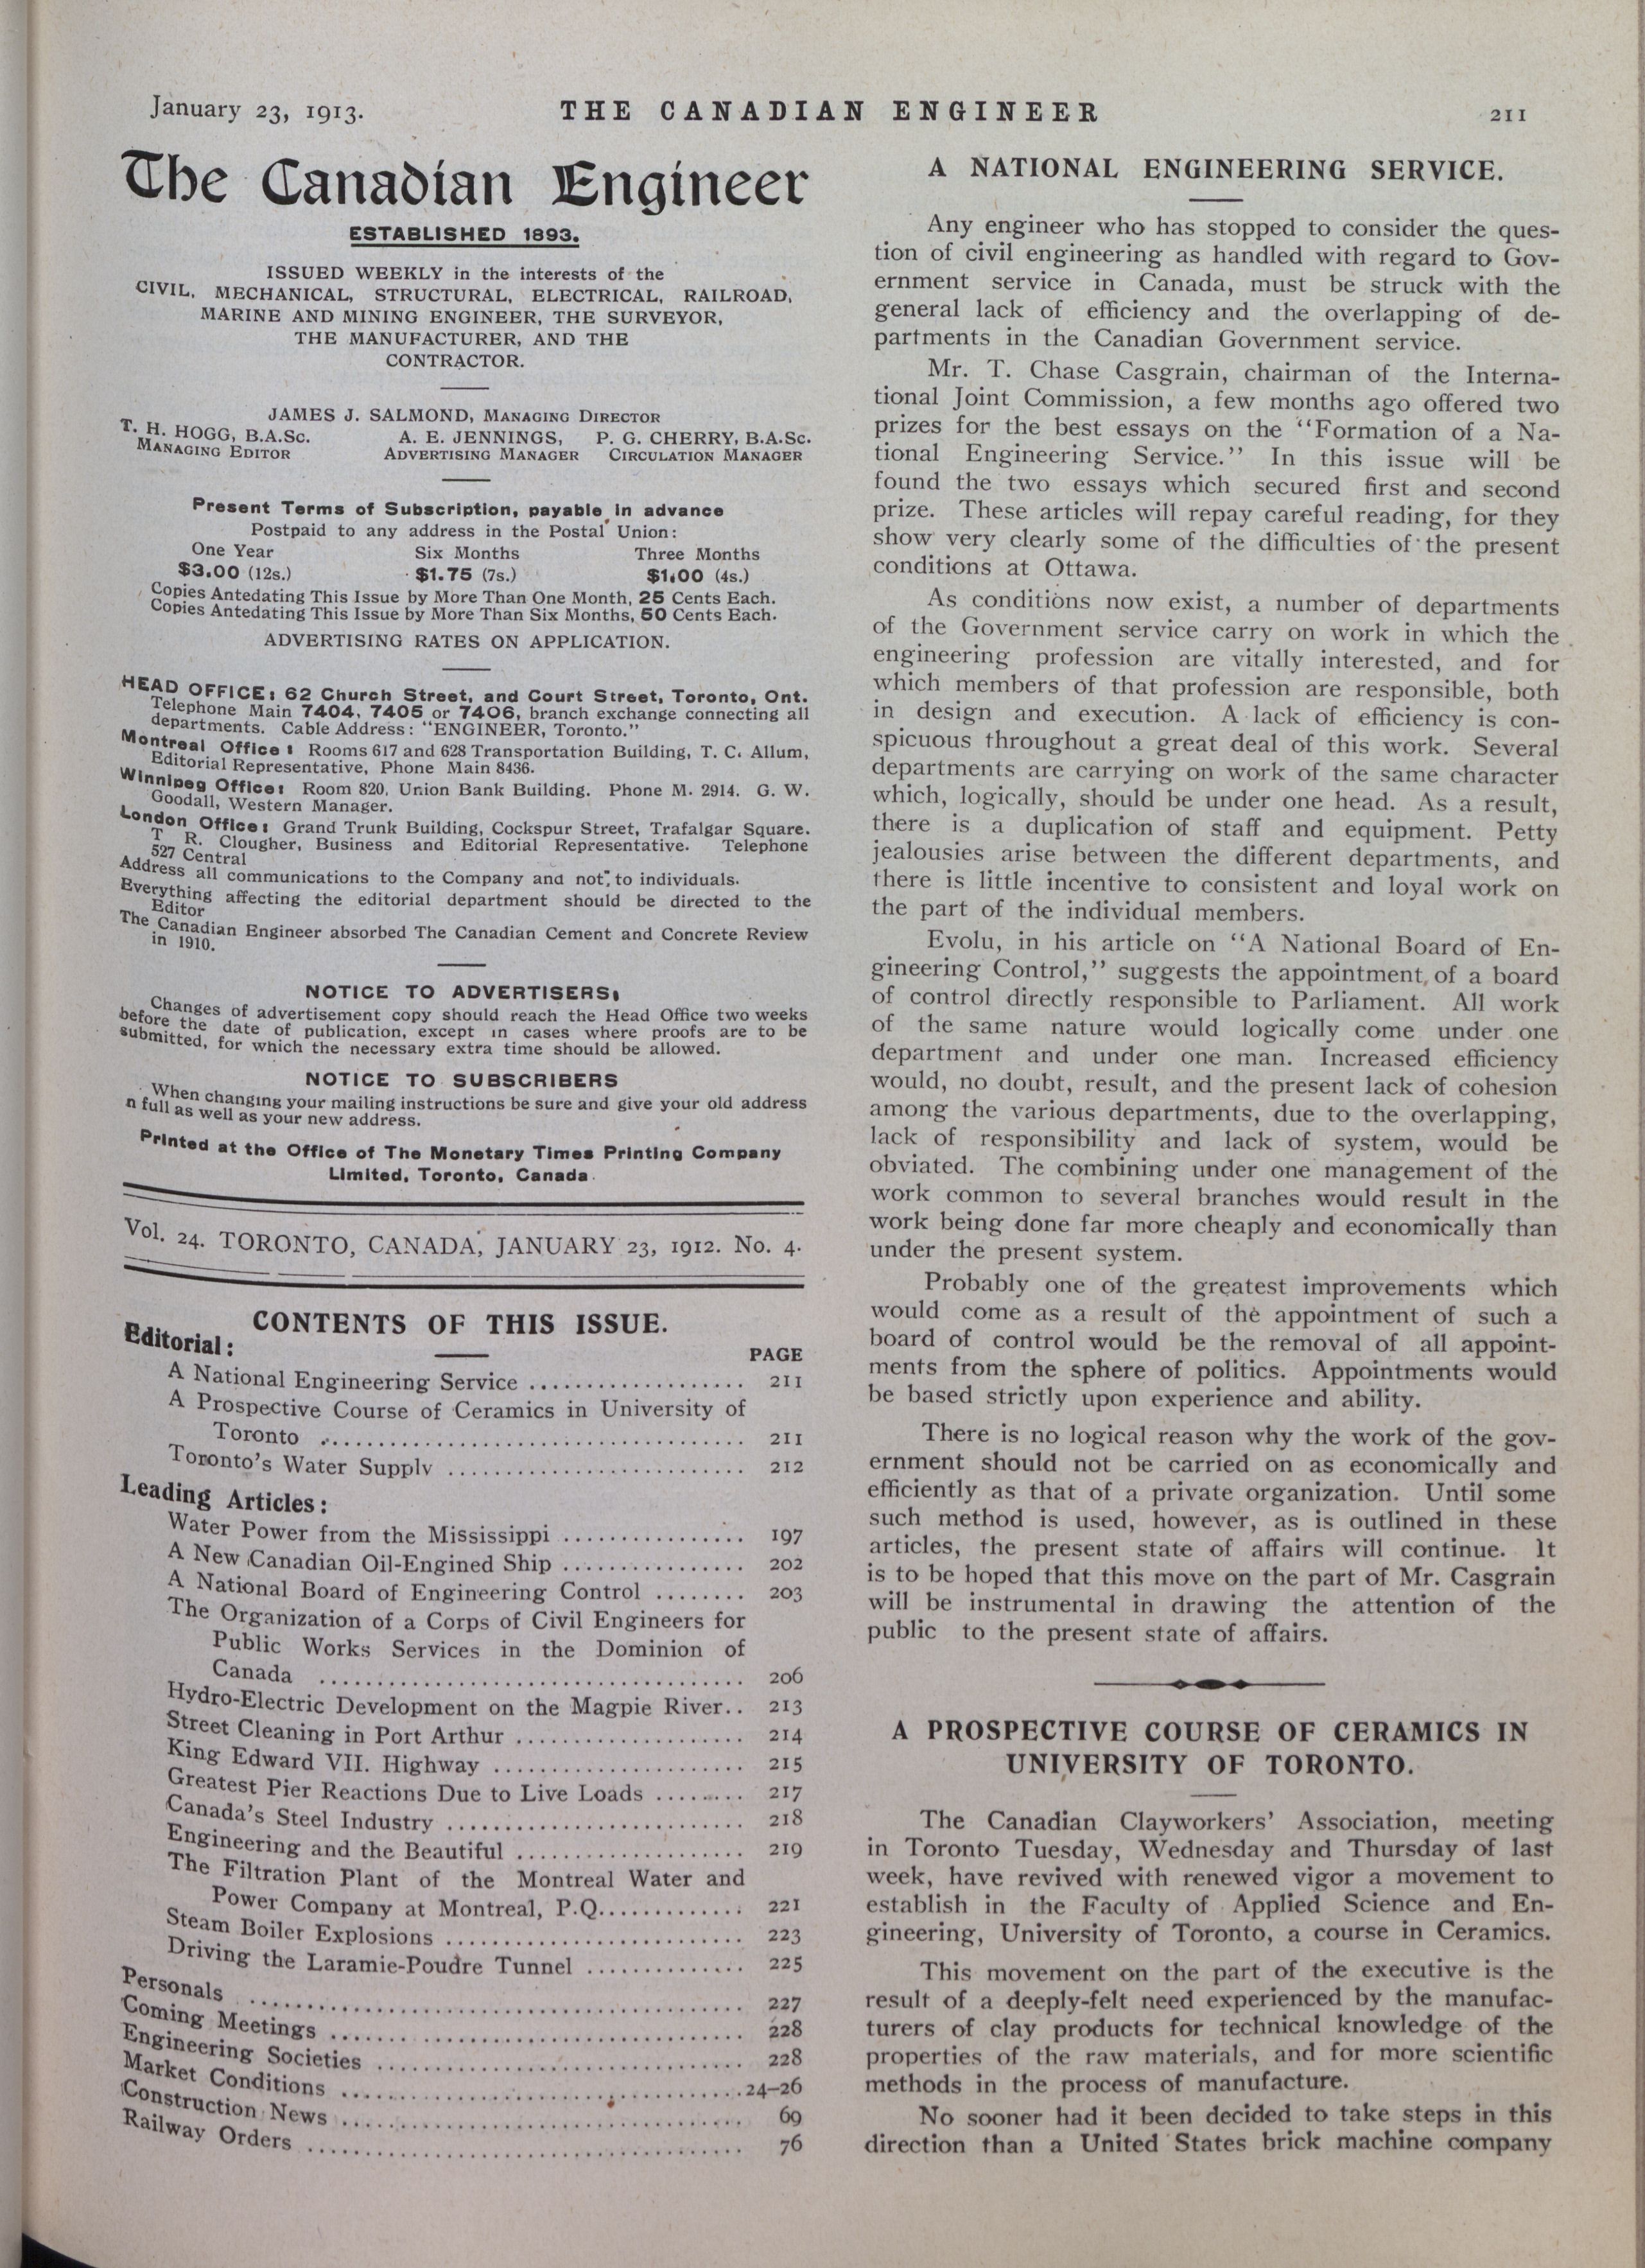 January 23, 1913.
THE CANADIAN ENGINEER
211
The Canadian Engineer
ESTABLISHED 1893.
ISSUED WEEKLY in the interests of the
CIVIL, MECHANICAL, STRUCTURAL, ELECTRICAL, RAILROAD,
MARINE AND MINING ENGINEER, THE SURVEYOR,
THE MANUFACTURER, AND THE
CONTRACTOR.
JAMES J. SALMOND, MANAGING DIRECTOR
T. H. HOGG, B.A.Sc. A. E. JENNINGS, P. G. CHERRY, B.A.Sc.
MANAGING EDITOR ADVERTISING MANAGER CIRCULATION MANAGER
Present Terms of Subscription, payable in advance
Postpaid to any address in the Postal Union:
One Year Six Months Three Months
$3.00 (12s.) $1.75 (7s.) $1.00 (4s.)
Copies Antedating This Issue by More Than One Month, 25 Cents Each.
Copies Antedating This Issue by More Than Six Months, 50 Cents Each.
ADVERTISING RATES ON APPLICATION.
HEAD OFFICE: 62 Church Street, and Court Street, Toronto, Ont.
Telephone Main 7404, 7405 or 7406, branch exchange connecting all
departments. Cable Address: "ENGINEER, Toronto."
Montreal Office: Rooms 617 and 628 Transportation Building, T. C. Allum,
Editorial Representative, Phone Main 8436.
Winnipeg Office: Room 820, Union Bank Building. Phone M. 2914. G. W.
Goodall, Western Manager.
London Office: Grand Trunk Building, Cockspur Street, Trafalgar Square.
T R. Clougher, Business and Editorial Representative. Telephone
527 Central
Address all communications to the Company and not to individuals.
Everything affecting the editorial department should be directed to the
Editor
The Canadian Engineer absorbed The Canadian Cement and Concrete Review
in 1910.
NOTICE TO ADVERTISERS:
Changes of advertisement copy should reach the Head Office two weeks
before the date of publication, except in cases where proofs are to be
submitted, for which the necessary extra time should be allowed.
NOTICE TO SUBSCRIBERS
When changing your mailing instructions be sure and give your old address
n full as well as your new address.
Printed at the Office of The Monetary Times Printing Company
Limited, Toronto, Canada.
Vol. 24. TORONTO, CANADA, JANUARY 23, 1912. No. 4.
CONTENTS OF THIS ISSUE.
Editorial:
PAGE
A National Engineering Service .................. 211
A Prospective Course of Ceramics in University of
Toronto .................................... 211
Toronto's Water Supply ......................... 212
Leading Articles:
Water Power from the Mississippi ............... 197
A New Canadian Oil-Engined Ship ............... 202
A National Board of Engineering Control ........ 203
The Organization of a Corps of Civil Engineers for
Public Works Services in the Dominion of
Canada .................................... 206
Hydro-Electric Development on the Magpie River.. 213
Street Cleaning in Port Arthur .................... 214
King Edward VII. Highway ...................... 215
Greatest Pier Reactions Due to Live Loads ........ 217
Canada's Steel Industry ......................... 218
Engineering and the Beautiful .................... 219
The Filtration Plant of the Montreal Water and
Power Company at Montreal, P.Q............. 221
Steam Boiler Explosions ......................... 223
Driving the Laramie-Poudre Tunnel .............. 225
Personals ......................................... 227
Coming Meetings .................................. 228
Engineering Societies .............................. 228
Market Conditions ................................. 24–26
Construction News ................................. 69
Railway Orders .................................... 76
A NATIONAL ENGINEERING SERVICE.
Any engineer who has stopped to consider the ques-
tion of civil engineering as handled with regard to Gov-
ernment service in Canada, must be struck with the
general lack of efficiency and the overlapping of de-
partments in the Canadian Government service.
Mr. T. Chase Casgrain, chairman of the Interna-
tional Joint Commission, a few months ago offered two
prizes for the best essays on the "Formation of a Na-
tional Engineering Service." In this issue will be
found the two essays which secured first and second
prize. These articles will repay careful reading, for they
show very clearly some of the difficulties of the present
conditions at Ottawa.
As conditions now exist, a number of departments
of the Government service carry on work in which the
engineering profession are vitally interested, and for
which members of that profession are responsible, both
in design and execution. A lack of efficiency is con-
spicuous throughout a great deal of this work. Several
departments are carrying on work of the same character
which, logically, should be under one head. As a result,
there is a duplication of staff and equipment. Petty
jealousies arise between the different departments, and
there is little incentive to consistent and loyal work on
the part of the individual members.
Evolu, in his article on "A National Board of En-
gineering Control," suggests the appointment of a board
of control directly responsible to Parliament. All work
of the same nature would logically come under one
department and under one man. Increased efficiency
would, no doubt, result, and the present lack of cohesion
among the various departments, due to the overlapping,
lack of responsibility and lack of system, would be
obviated. The combining under one management of the
work common to several branches would result in the
work being done far more cheaply and economically than
under the present system.
Probably one of the greatest improvements which
would come as a result of the appointment of such a
board of control would be the removal of all appoint-
ments from the sphere of politics. Appointments would
be based strictly upon experience and ability.
There is no logical reason why the work of the gov-
ernment should not be carried on as economically and
efficiently as that of a private organization. Until some
such method is used, however, as is outlined in these
articles, the present state of affairs will continue. It
is to be hoped that this move on the part of Mr. Casgrain
will be instrumental in drawing the attention of the
public to the present state of affairs.
A PROSPECTIVE COURSE OF CERAMICS IN
UNIVERSITY OF TORONTO.
The Canadian Clayworkers' Association, meeting
in Toronto Tuesday, Wednesday and Thursday of last
week, have revived with renewed vigor a movement to
establish in the Faculty of Applied Science and En-
gineering, University of Toronto, a course in Ceramics.
This movement on the part of the executive is the
result of a deeply-felt need experienced by the manufac-
turers of clay products for technical knowledge of the
properties of the raw materials, and for more scientific
methods in the process of manufacture.
No sooner had it been decided to take steps in this
direction than a United States brick machine company